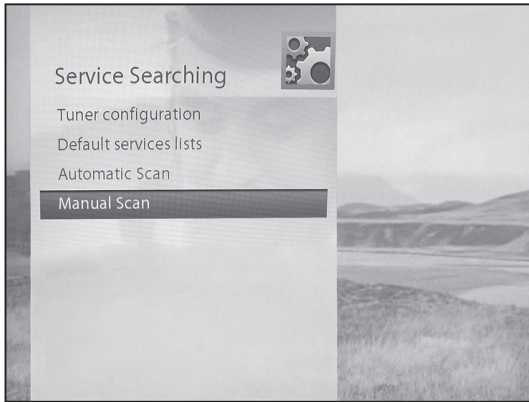 Service Searching
Tuner configuration
Default services lists
Automatic Scan
Manual Scan